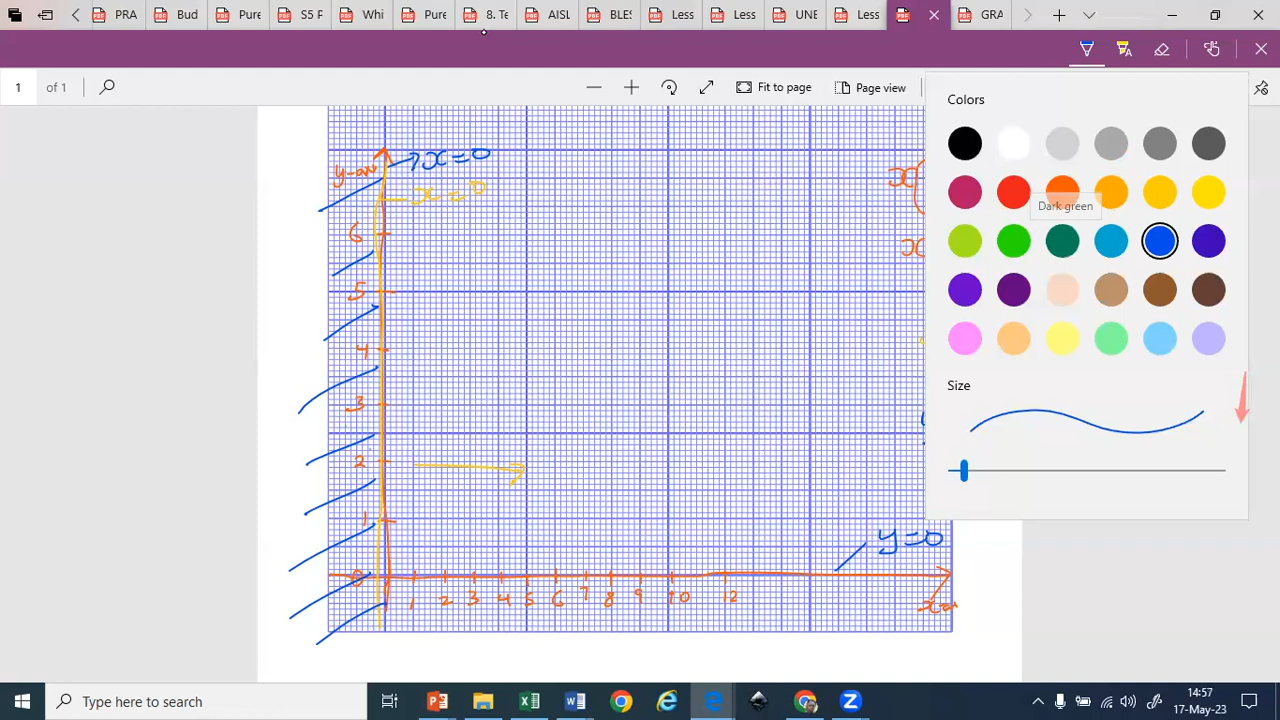 PRA
Bud
Pure
S5 P
Whi
Pure
8. Te
AISL
BLES
Less
Less
UNE
Less
GRA
1 of 1
Fit to page
Page view
Colors
Dark green
Size
y-ax
x=0
x=0
x(
x
6
5
4
3
2
1
0
y=0
1 2 3 4 5 6 7 8 9 10 12
Type here to search
14:57
17-May-23